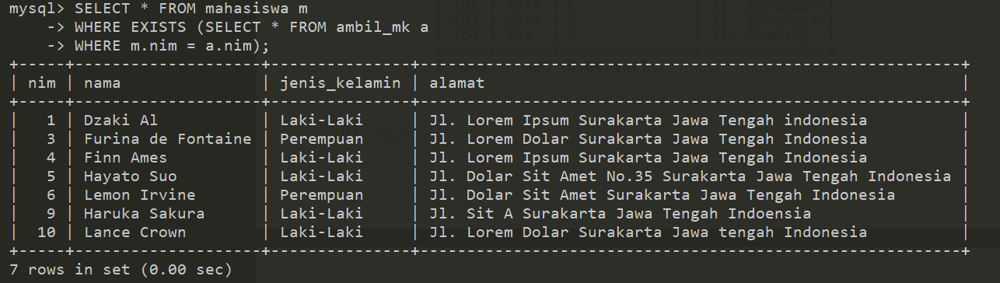 mysql> SELECT * FROM mahasiswa m
    -> WHERE EXISTS (SELECT * FROM ambil_mk a
    -> WHERE m.nim = a.nim);
+-----+--------------------+---------------+----------------------------------------------------------+
| nim | nama               | jenis_kelamin | alamat                                                   |
+-----+--------------------+---------------+----------------------------------------------------------+
|   1 | Dzaki Al           | Laki-Laki     | Jl. Lorem Ipsum Surakarta Jawa Tengah indonesia          |
|   3 | Furina de Fontaine | Perempuan     | Jl. Lorem Dolar Surakarta Jawa Tengah Indonesia          |
|   4 | Finn Ames          | Laki-Laki     | Jl. Lorem Ipsum Surakarta Jawa Tengah Indonesia          |
|   5 | Hayato Suo         | Laki-Laki     | Jl. Dolar Sit Amet No.35 Surakarta Jawa Tengah Indonesia |
|   6 | Lemon Irvine       | Perempuan     | Jl. Dolar Sit Amet Surakarta Jawa Tengah Indonesia       |
|   9 | Haruka Sakura      | Laki-Laki     | Jl. Sit A Surakarta Jawa Tengah Indoensia                |
|  10 | Lance Crown        | Laki-Laki     | Jl. Lorem Dolar Surakarta Jawa tengah Indonesia          |
+-----+--------------------+---------------+----------------------------------------------------------+
7 rows in set (0.00 sec)